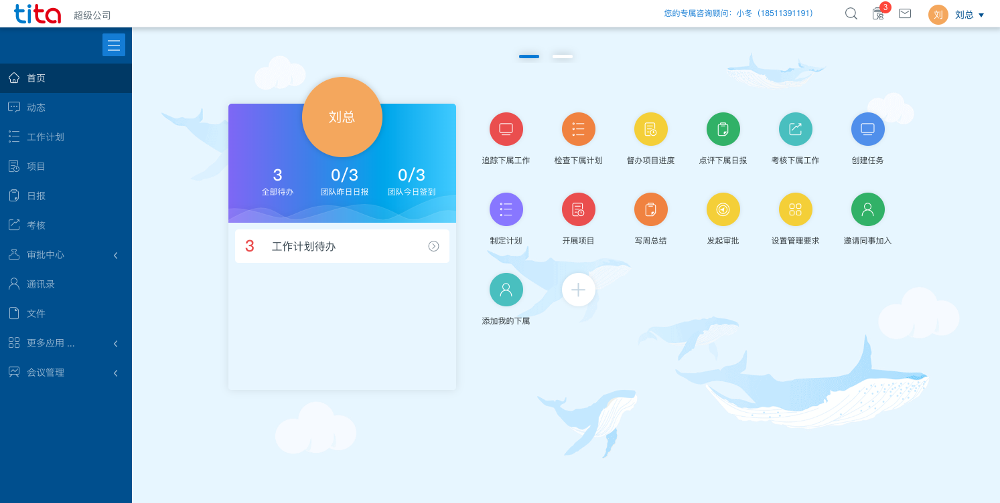 tita 超级公司
您的专属咨询顾问：小冬（18511391191）
3
刘 刘总
首页
动态
工作计划
项目
日报
考核
审批中心
通讯录
文件
更多应用 ...
会议管理
刘总
3 0/3 0/3
全部待办 团队昨日日报 团队今日签到
3 工作计划待办
追踪下属工作 检查下属计划 督办项目进度 点评下属日报 考核下属工作 创建任务
制定计划 开展项目 写周总结 发起审批 设置管理要求 邀请同事加入
添加我的下属